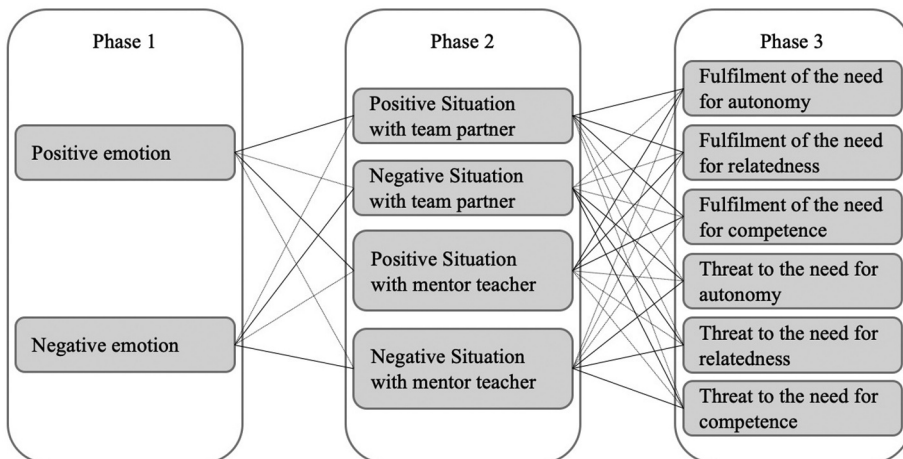 Phase 1
Positive emotion
Negative emotion
Phase 2
Positive Situation
with team partner
Negative Situation
with team partner
Positive Situation
with mentor teacher
Negative Situation
with mentor teacher
Phase 3
Fulfilment of the need
for autonomy
Fulfilment of the need
for relatedness
Fulfilment of the need
for competence
Threat to the need for
autonomy
Threat to the need for
relatedness
Threat to the need for
competence